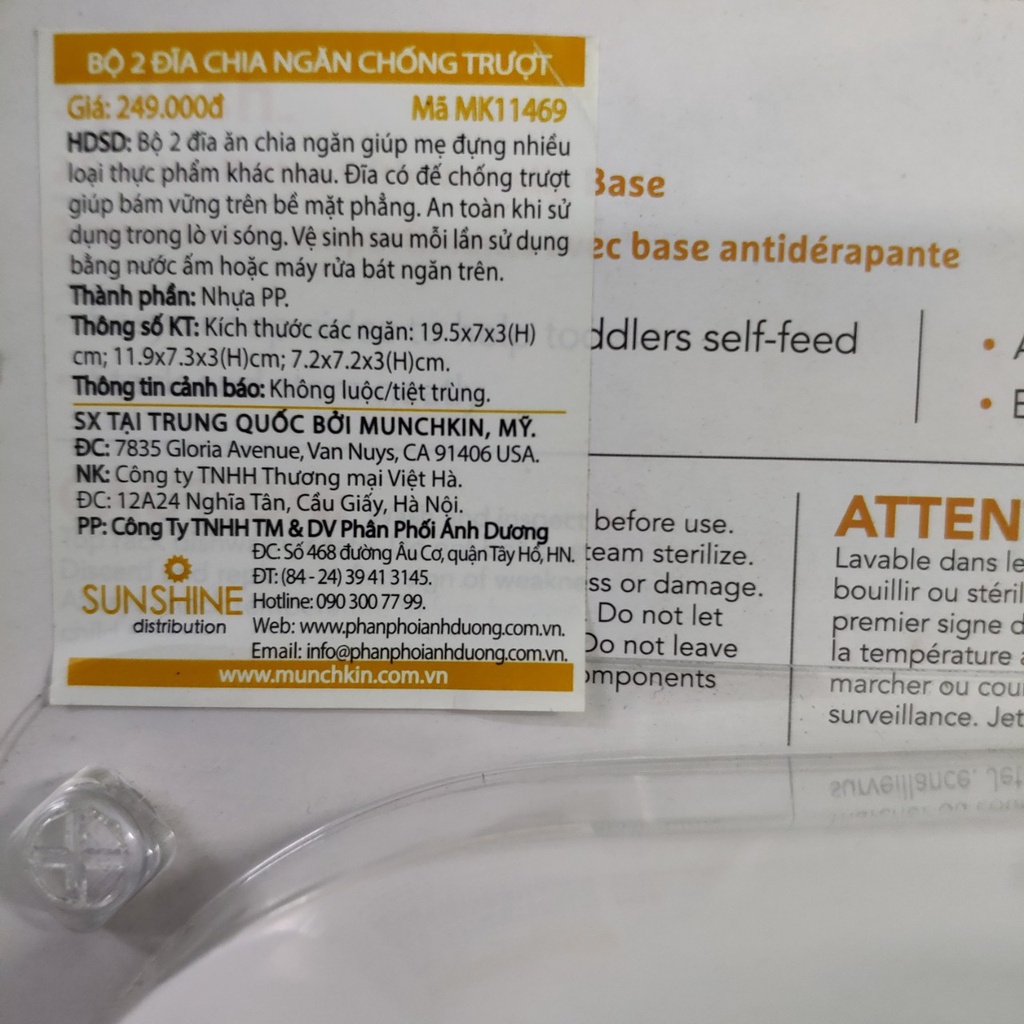 BỘ 2 ĐĨA CHIA NGĂN CHỐNG TRƯỢT
Giá: 249.000đ Mã MK11469
HDSD: Bộ 2 đĩa ăn chia ngăn giúp mẹ đựng nhiều
loại thực phẩm khác nhau. Đĩa có đế chống trượt
giúp bám vững trên bề mặt phẳng. An toàn khi sử
dụng trong lò vi sóng. Vệ sinh sau mỗi lần sử dụng
bằng nước ấm hoặc máy rửa bát ngăn trên.
Thành phần: Nhựa PP.
Thông số KT: Kích thước các ngăn: 19.5x7x3(H)
cm; 11.9x7.3x3(H)cm; 7.2x7.2x3(H)cm.
Thông tin cảnh báo: Không luộc/tiệt trùng.
SX TẠI TRUNG QUỐC BỞI MUNCHKIN, MỸ.
ĐC: 7835 Gloria Avenue, Van Nuys, CA 91406 USA.
NK: Công ty TNHH Thương mại Việt Hà.
ĐC: 12A24 Nghĩa Tân, Cầu Giấy, Hà Nội.
PP: Công Ty TNHH TM & DV Phân Phối Ánh Dương
ĐC: Số 468 đường Âu Cơ, quận Tây Hồ, HN.
ĐT: (84 - 24) 39 41 3145.
Hotline: 090 300 77 99.
Web: www.phanphoianhduong.com.vn.
Email: info@phanphoianhduong.com.vn.
SUNSHINE
distribution
www.munchkin.com.vn
Base
ec base antidérapante
ddlers self-feed
before use.
team sterilize.
ss or damage.
Do not let
Do not leave
omponents
ATTEN
Lavable dans le
bouillir ou stéril
premier signe d
la température a
marcher ou cou
surveillance. Jet